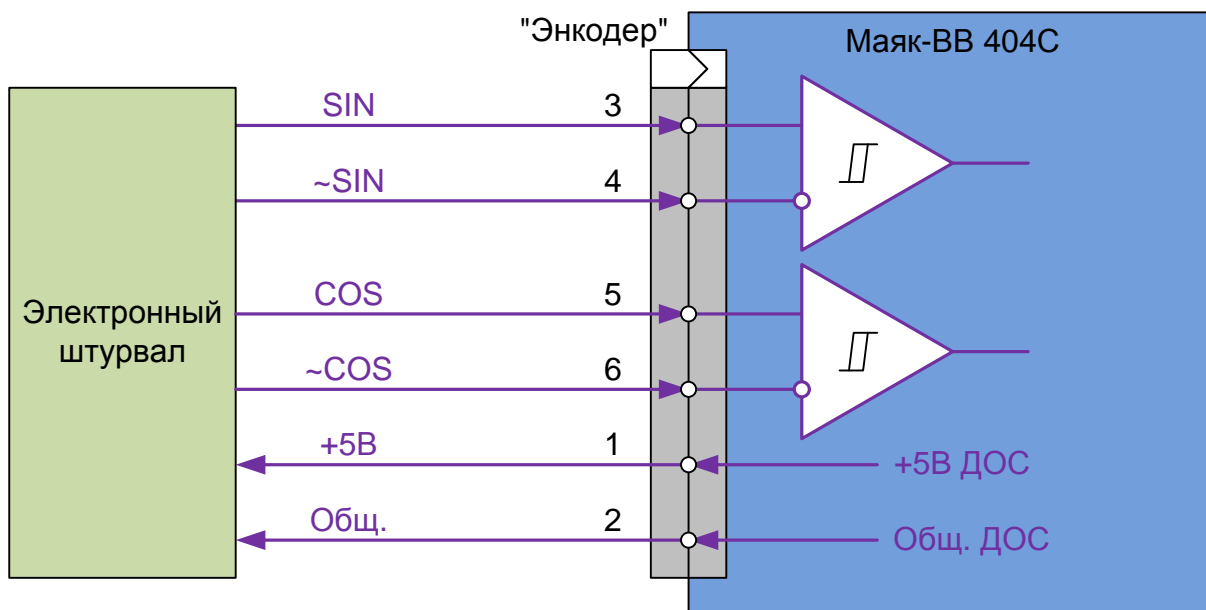 "Энкодер"
Маяк-ВВ 404С
SIN 3
~SIN 4
COS 5
Электронный
штурвал
~COS 6
+5В 1
+5В ДОС
Общ. 2
Общ. ДОС